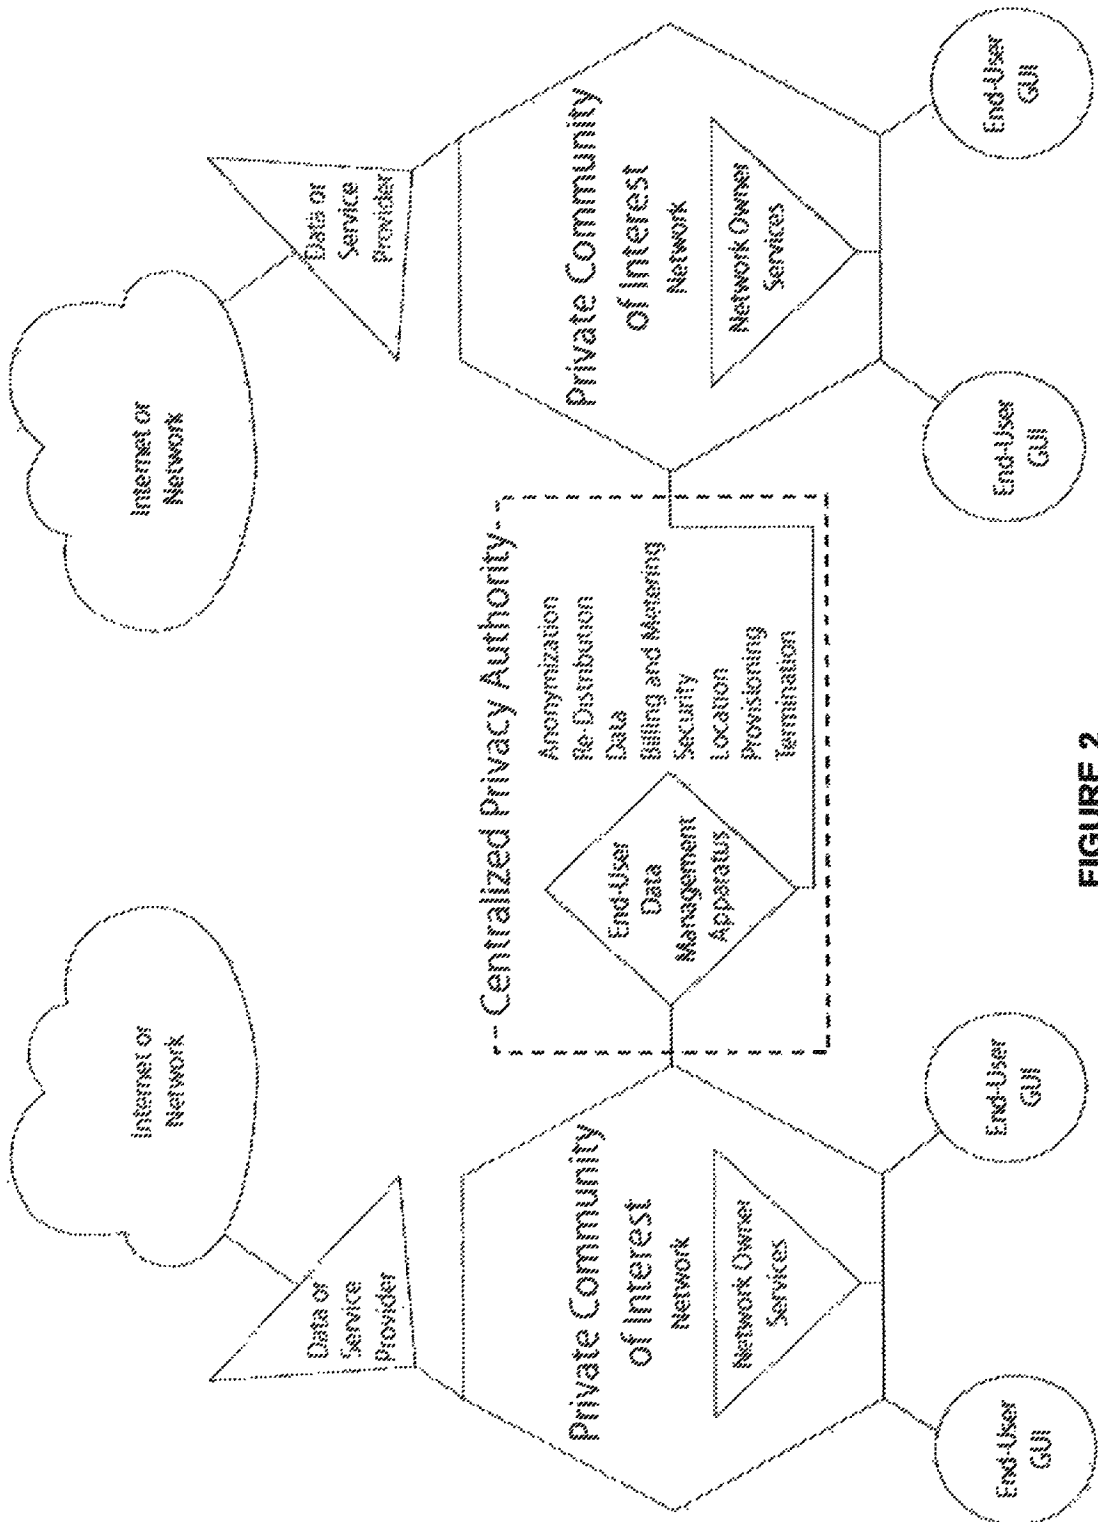 Internet or
Network
Internet or
Network
Data or
Service
Provider
Data or
Service
Provider
Private Community
of Interest
Network
Network Owner
Services
Centralized Privacy Authority
End-User
Data
Management
Apparatus
Anonymization
Re-Distribution
Data
Billing and Metering
Security
Location
Provisioning
Termination
Private Community
of Interest
Network
Network Owner
Services
End-User
GUI
End-User
GUI
End-User
GUI
End-User
GUI
FIGURE 2